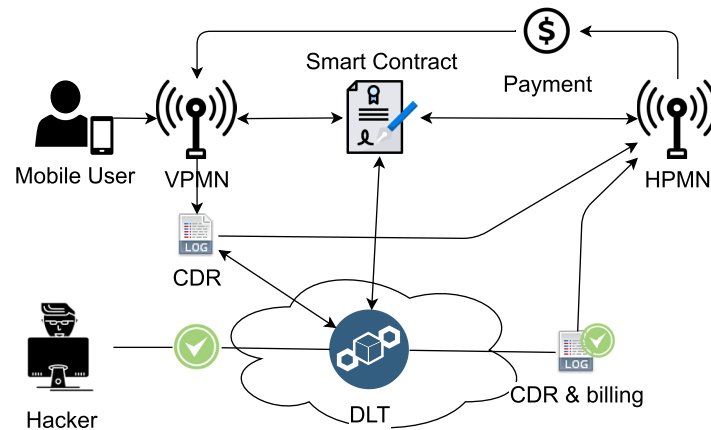 $
Smart Contract
Payment
Mobile User
VPMN
HPMN
LOG
CDR
LOG
CDR & billing
DLT
Hacker